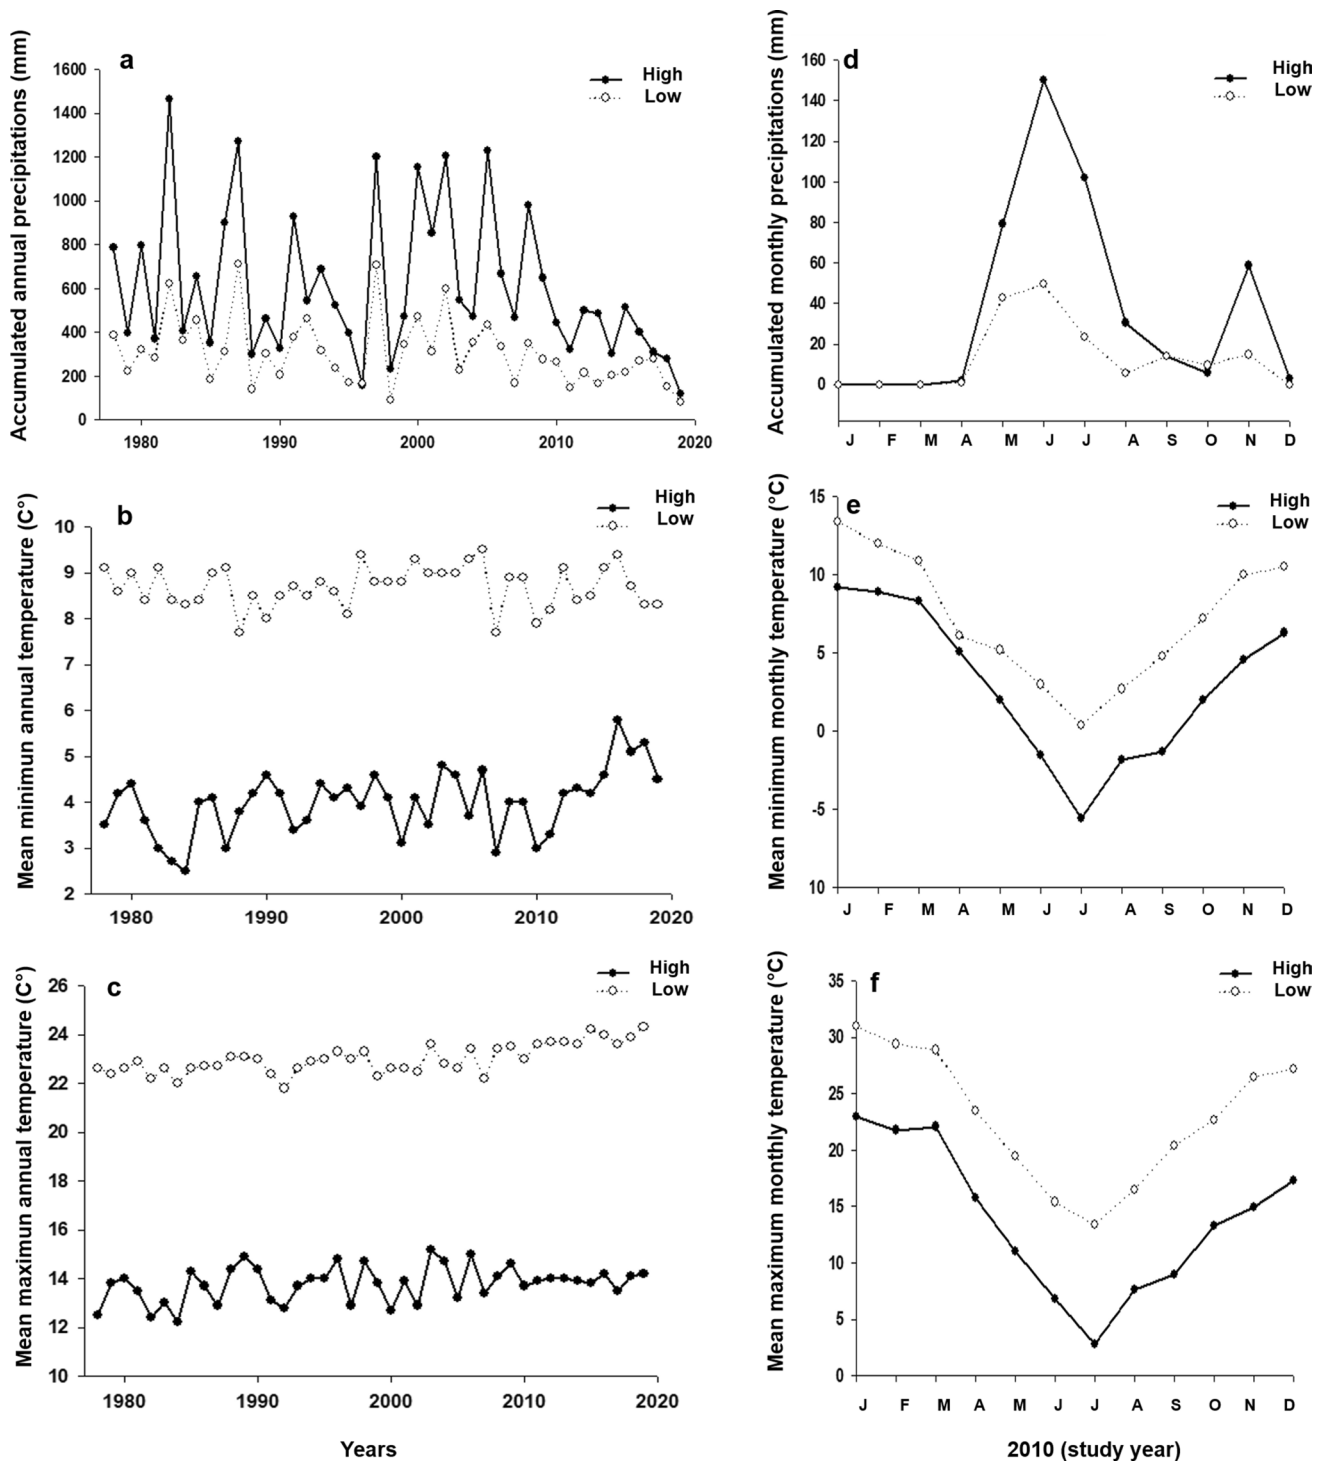 a
Accumulated annual precipitations (mm)
High
Low
1600
1400
1200
1000
800
600
400
200
0
1980 1990 2000 2010 2020
d
Accumulated monthly precipitations (mm)
High
Low
160
140
120
100
80
60
40
20
0
J F M A M J J A S O N D
b
Mean minimun annual temperature (C°)
High
Low
10
9
8
7
6
5
4
3
2
1980 1990 2000 2010 2020
e
Mean minimum monthly temperature (°C)
High
Low
15
10
5
0
-5
10
J F M A M J J A S O N D
c
Mean maximun annual temperature (C°)
High
Low
26
24
22
20
18
16
14
12
10
1980 1990 2000 2010 2020
Years
f
Mean maximum monthly temperature (°C)
High
Low
35
30
25
20
15
10
5
0
J F M A M J J A S O N D
2010 (study year)